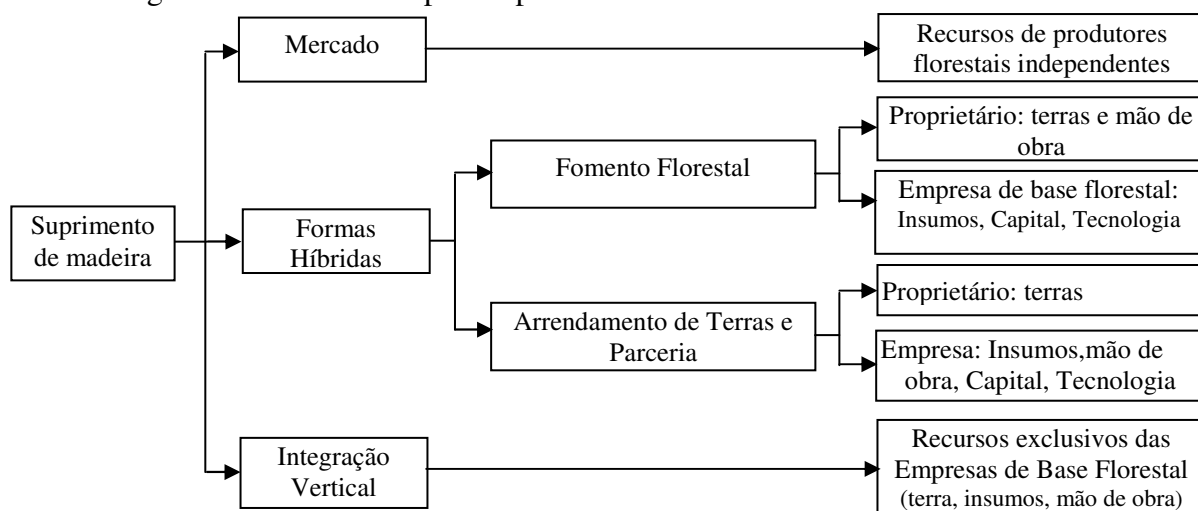 Mercado
Recursos de produtores
florestais independentes
Suprimento
de madeira
Formas
Híbridas
Fomento Florestal
Proprietário: terras e mão de
obra
Empresa de base florestal:
Insumos, Capital, Tecnologia
Arrendamento de Terras e
Parceria
Proprietário: terras
Empresa: Insumos,mão de
obra, Capital, Tecnologia
Integração
Vertical
Recursos exclusivos das
Empresas de Base Florestal
(terra, insumos, mão de obra)